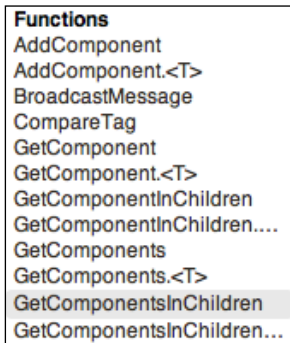 Functions
AddComponent
AddComponent.<T>
BroadcastMessage
CompareTag
GetComponent
GetComponent.<T>
GetComponentInChildren
GetComponentInChildren....
GetComponents
GetComponents.<T>
GetComponentsInChildren
GetComponentsInChildren...